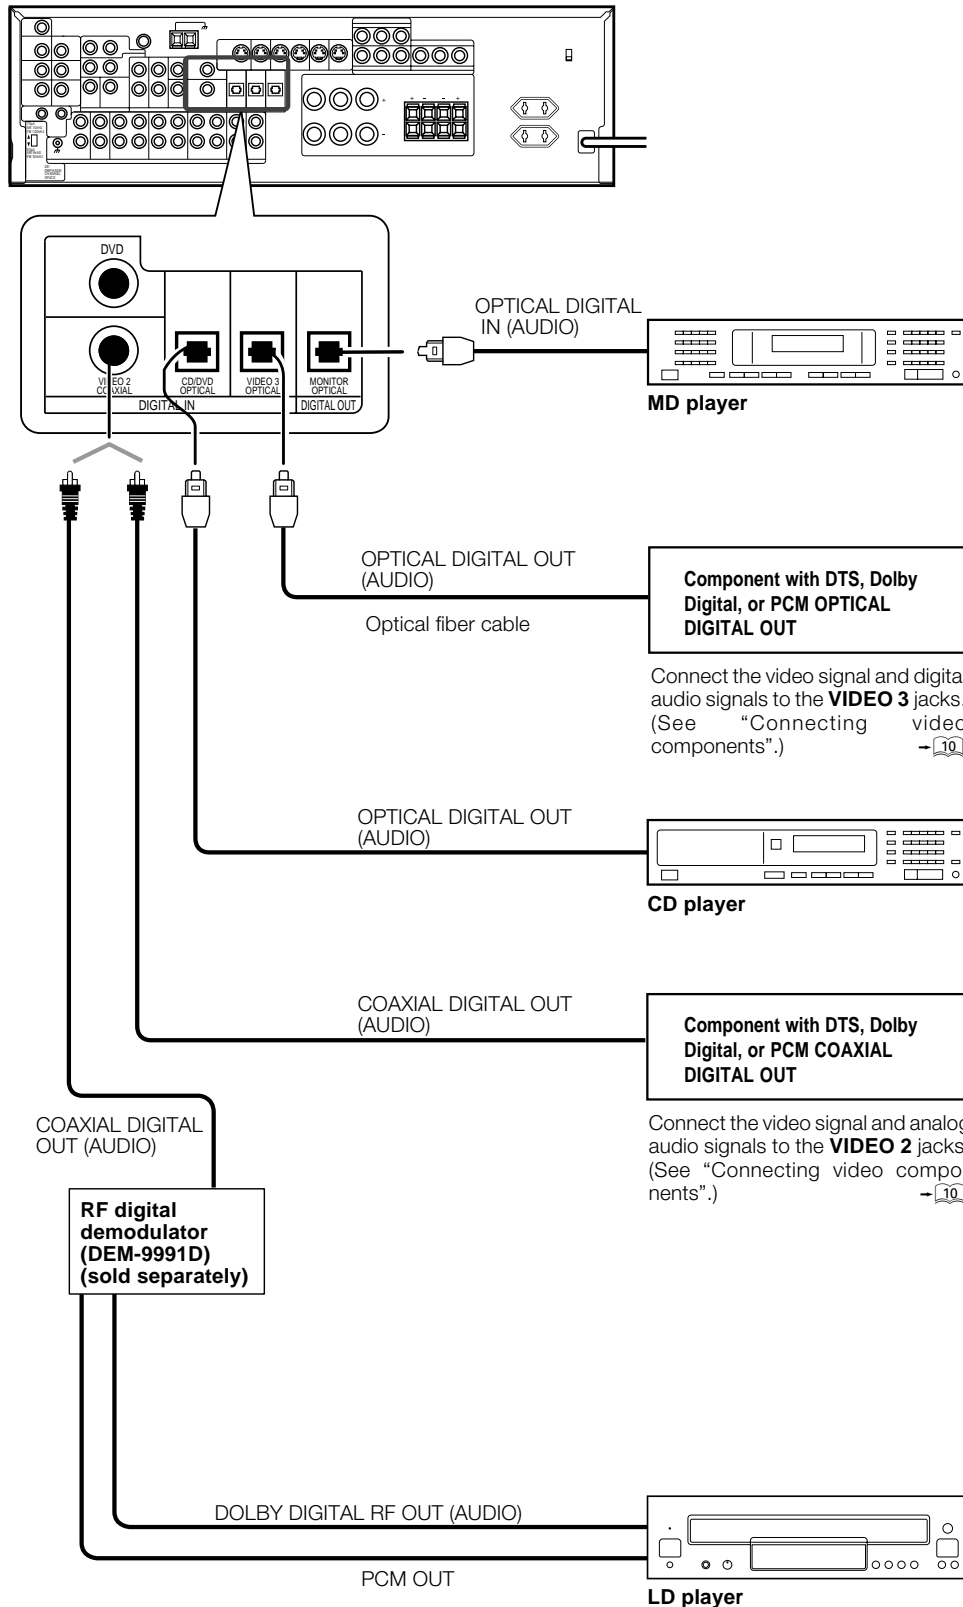 DVD
VIDEO 2
COAXIAL
CD/DVD
OPTICAL
VIDEO 3
OPTICAL
MONITOR
OPTICAL
DIGITAL IN
DIGITAL OUT
OPTICAL DIGITAL
IN (AUDIO)
MD player
OPTICAL DIGITAL OUT
(AUDIO)
Optical fiber cable
Component with DTS, Dolby
Digital, or PCM OPTICAL
DIGITAL OUT
Connect the video signal and digita
audio signals to the VIDEO 3 jacks.
(See “Connecting video
components”.) → 10
OPTICAL DIGITAL OUT
(AUDIO)
CD player
COAXIAL DIGITAL OUT
(AUDIO)
Component with DTS, Dolby
Digital, or PCM COAXIAL
DIGITAL OUT
Connect the video signal and analog
audio signals to the VIDEO 2 jacks
(See “Connecting video compo
nents”.) → 10
COAXIAL DIGITAL
OUT (AUDIO)
RF digital
demodulator
(DEM-9991D)
(sold separately)
DOLBY DIGITAL RF OUT (AUDIO)
PCM OUT
LD player